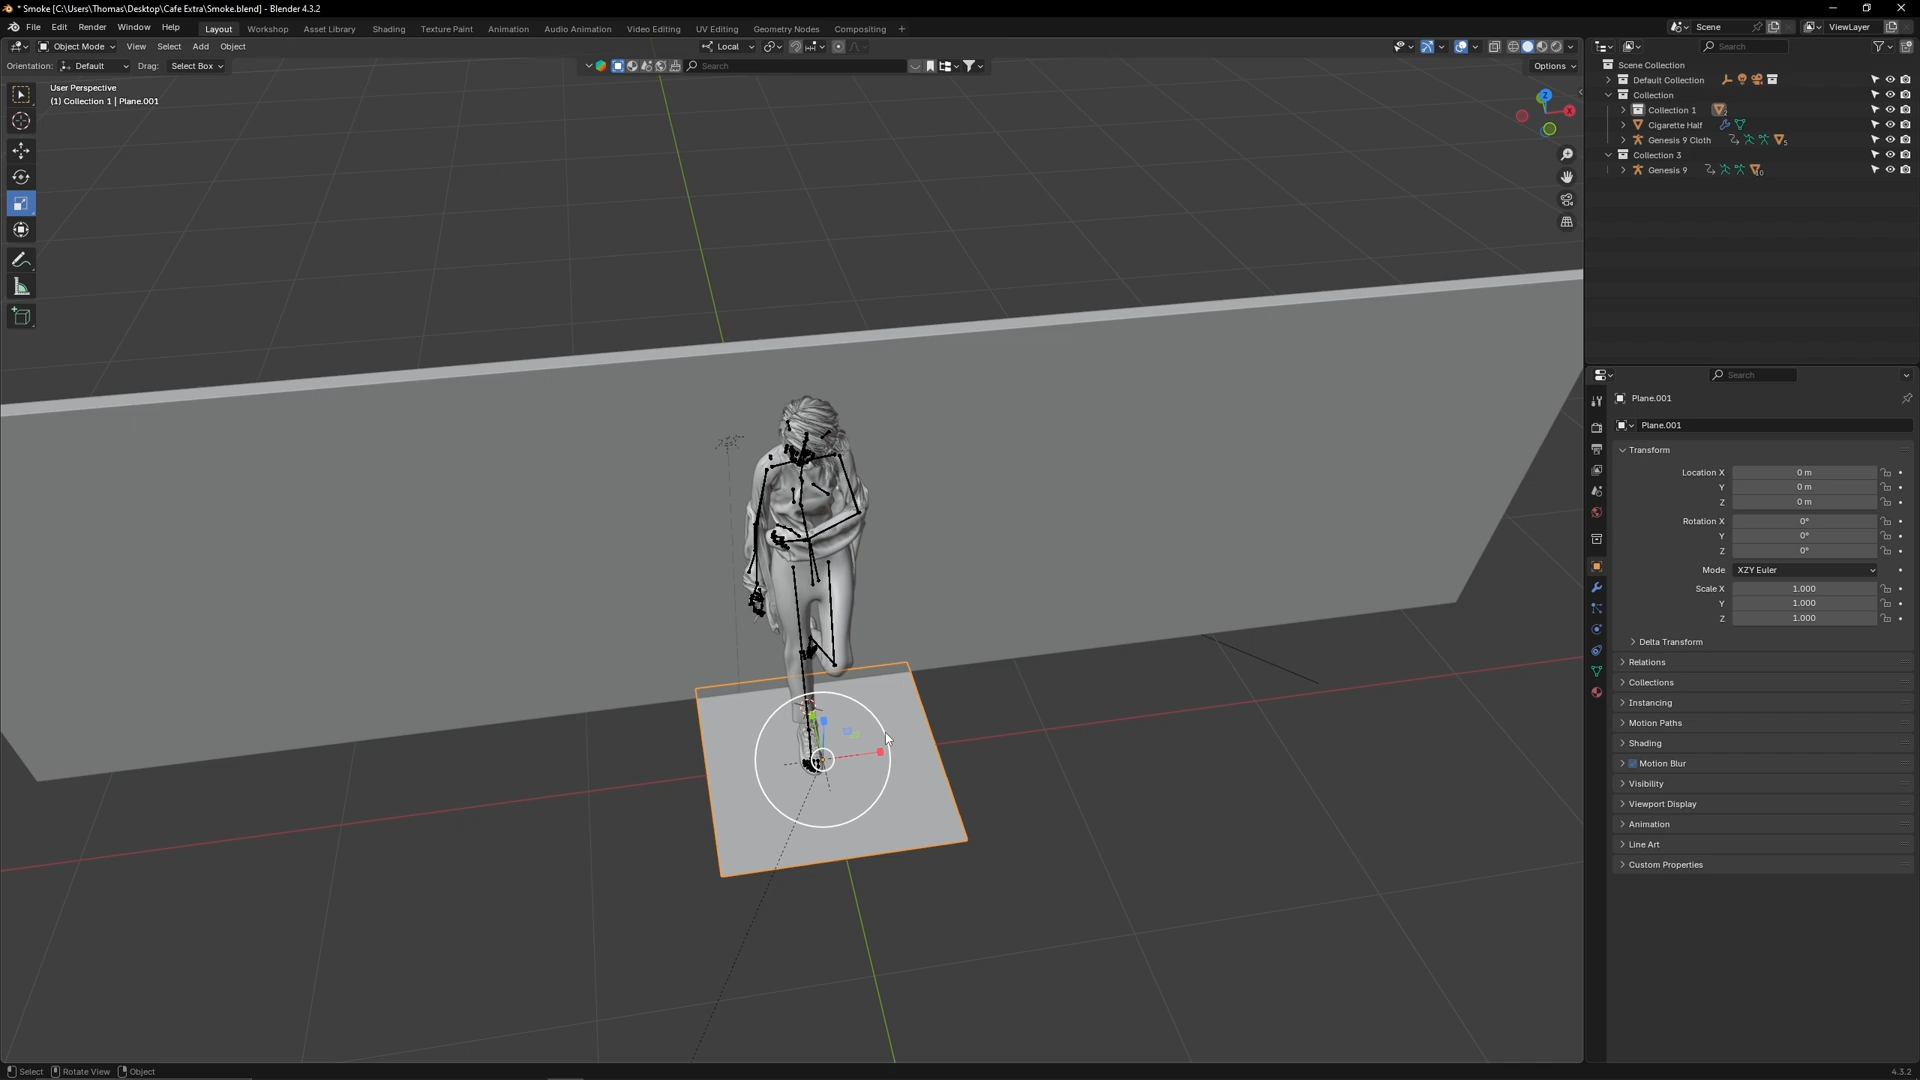 * Smoke [C:\Users\Thomas\Desktop\Cafe Extra\Smoke.blend] - Blender 4.3.2
File Edit Render Window Help Layout Workshop Asset Library Shading Texture Paint Animation Audio Animation Video Editing UV Editing Geometry Nodes Compositing + Scene ViewLayer
Object Mode View Select Add Object Local Search
Orientation: Default Drag: Select Box Search Options
User Perspective
(1) Collection 1 | Plane.001
Z
X
Scene Collection
Default Collection
Collection
Collection 1 2
Cigarette Half
Genesis 9 Cloth 5
Collection 3
Genesis 9
Search
Plane.001
Plane.001
Transform
Location X 0 m
Y 0 m
Z 0 m
Rotation X 0°
Y 0°
Z 0°
Mode XZY Euler
Scale X 1.000
Y 1.000
Z 1.000
Delta Transform
Relations
Collections
Instancing
Motion Paths
Shading
Motion Blur
Visibility
Viewport Display
Animation
Line Art
Custom Properties
Select Rotate View Object 4.3.2